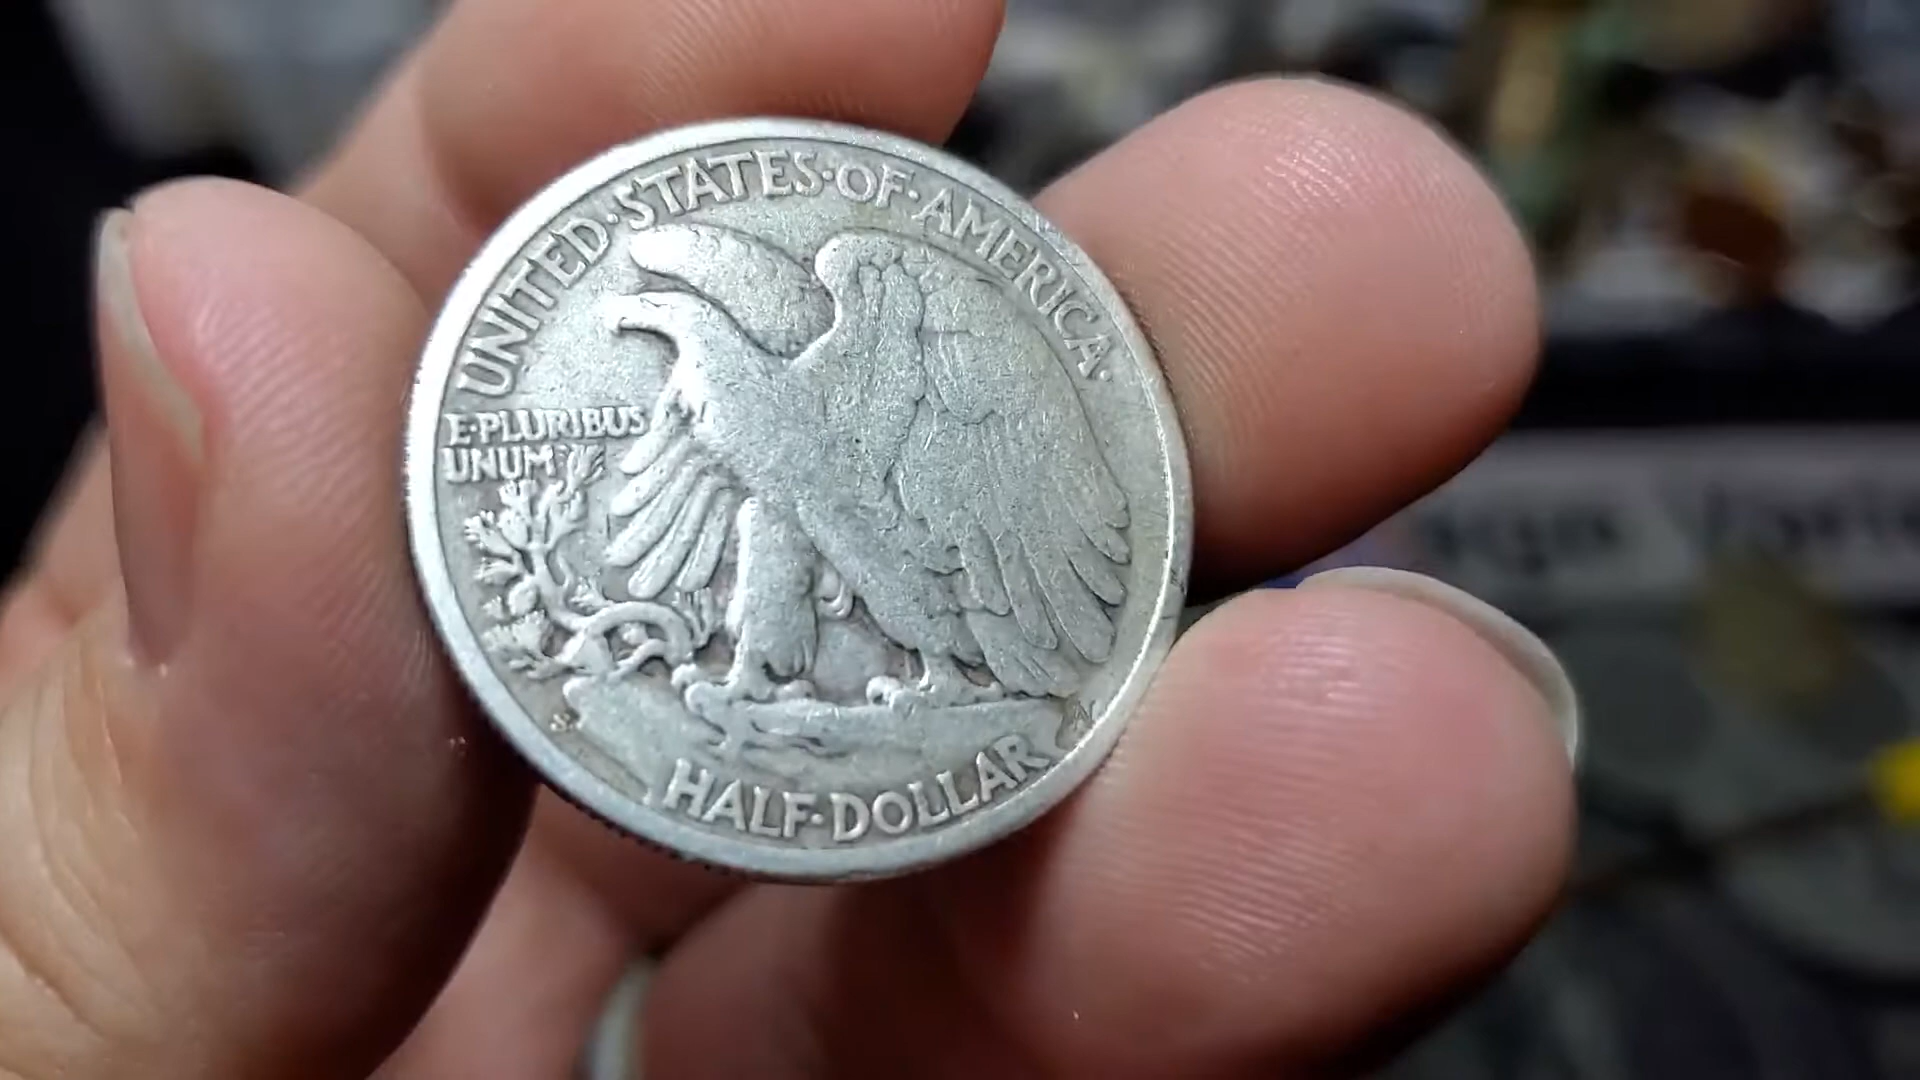 UNITED·STATES·OF·AMERICA·
E·PLURIBUS
UNUM
S
HALF·DOLLAR